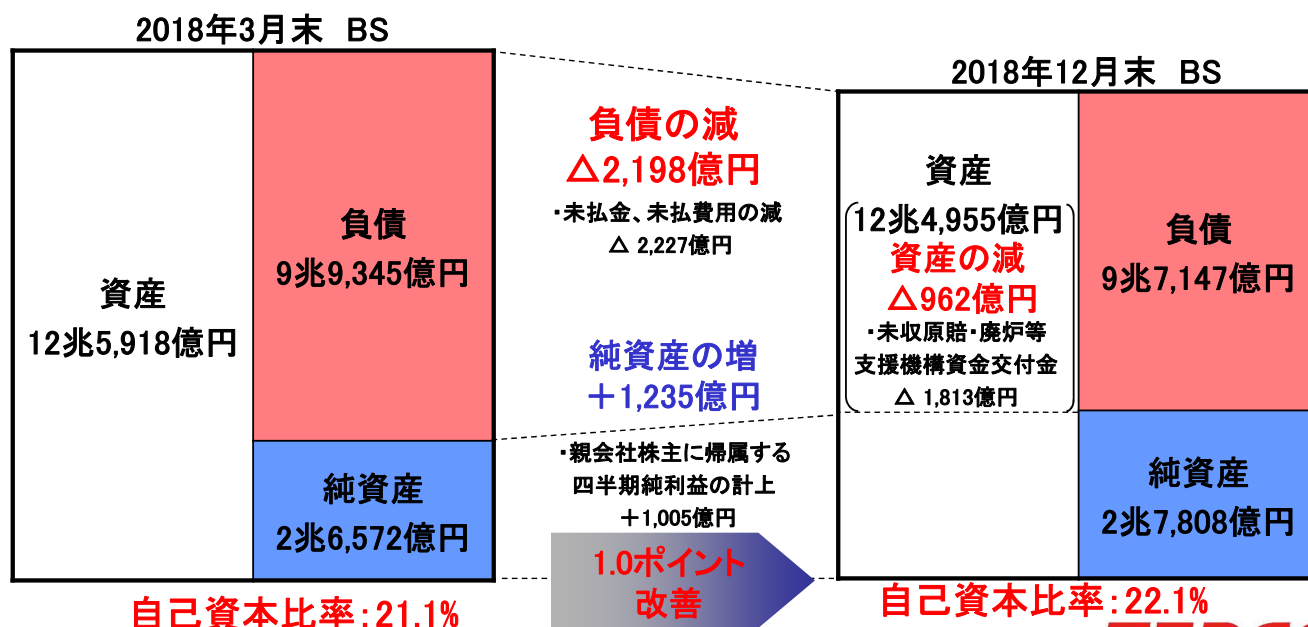 2018年3月末 BS
資産
12兆5,918億円
負債
9兆9,345億円
純資産
2兆6,572億円
自己資本比率:21.1%
負債の減
△2,198億円
・未払金、未払費用の減
△ 2,227億円
純資産の増
+1,235億円
・親会社株主に帰属する
四半期純利益の計上
+1,005億円
1.0ポイント
改善
2018年12月末 BS
資産
12兆4,955億円
資産の減
△962億円
・未収原賠・廃炉等
支援機構資金交付金
△ 1,813億円
負債
9兆7,147億円
純資産
2兆7,808億円
自己資本比率:22.1%